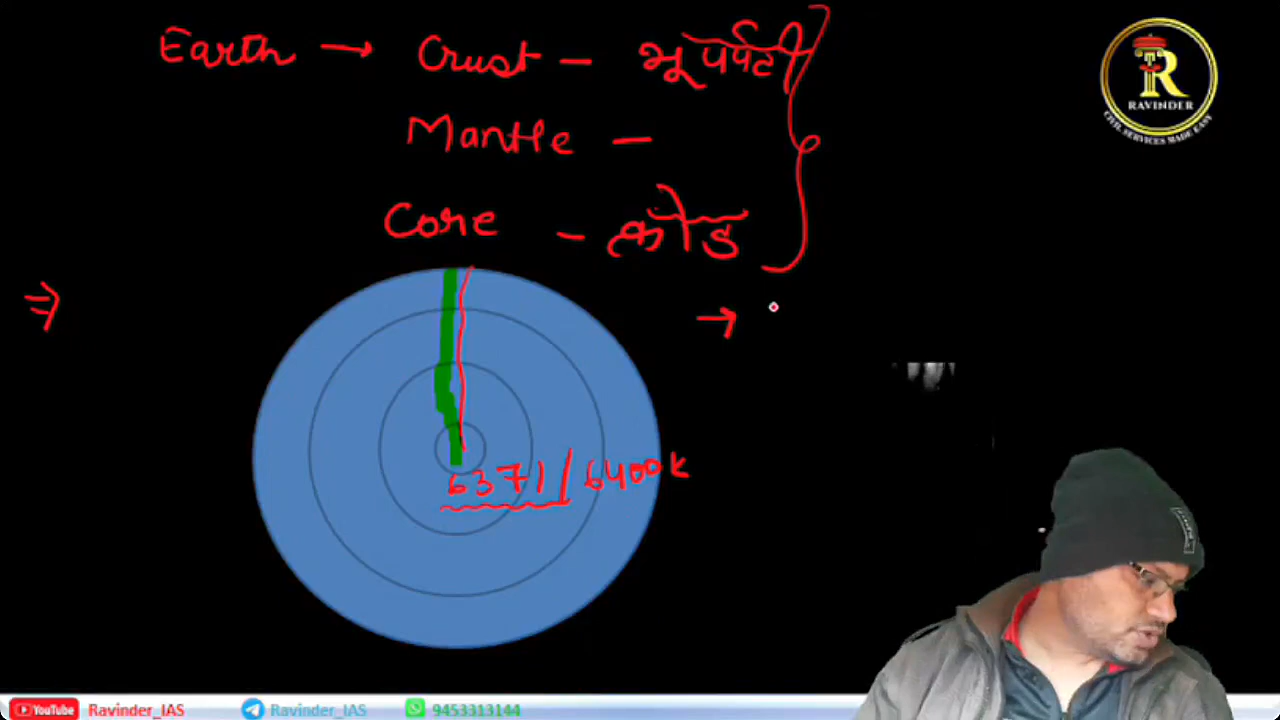 Earth → Crust – भू पर्पटी
Mantle –
Core – क्रोड
⇒
→
6371/6400k
R
RAVINDER
CIVIL SERVICES MADE EASY
YouTube Ravinder_IAS Ravinder_IAS 9453313144